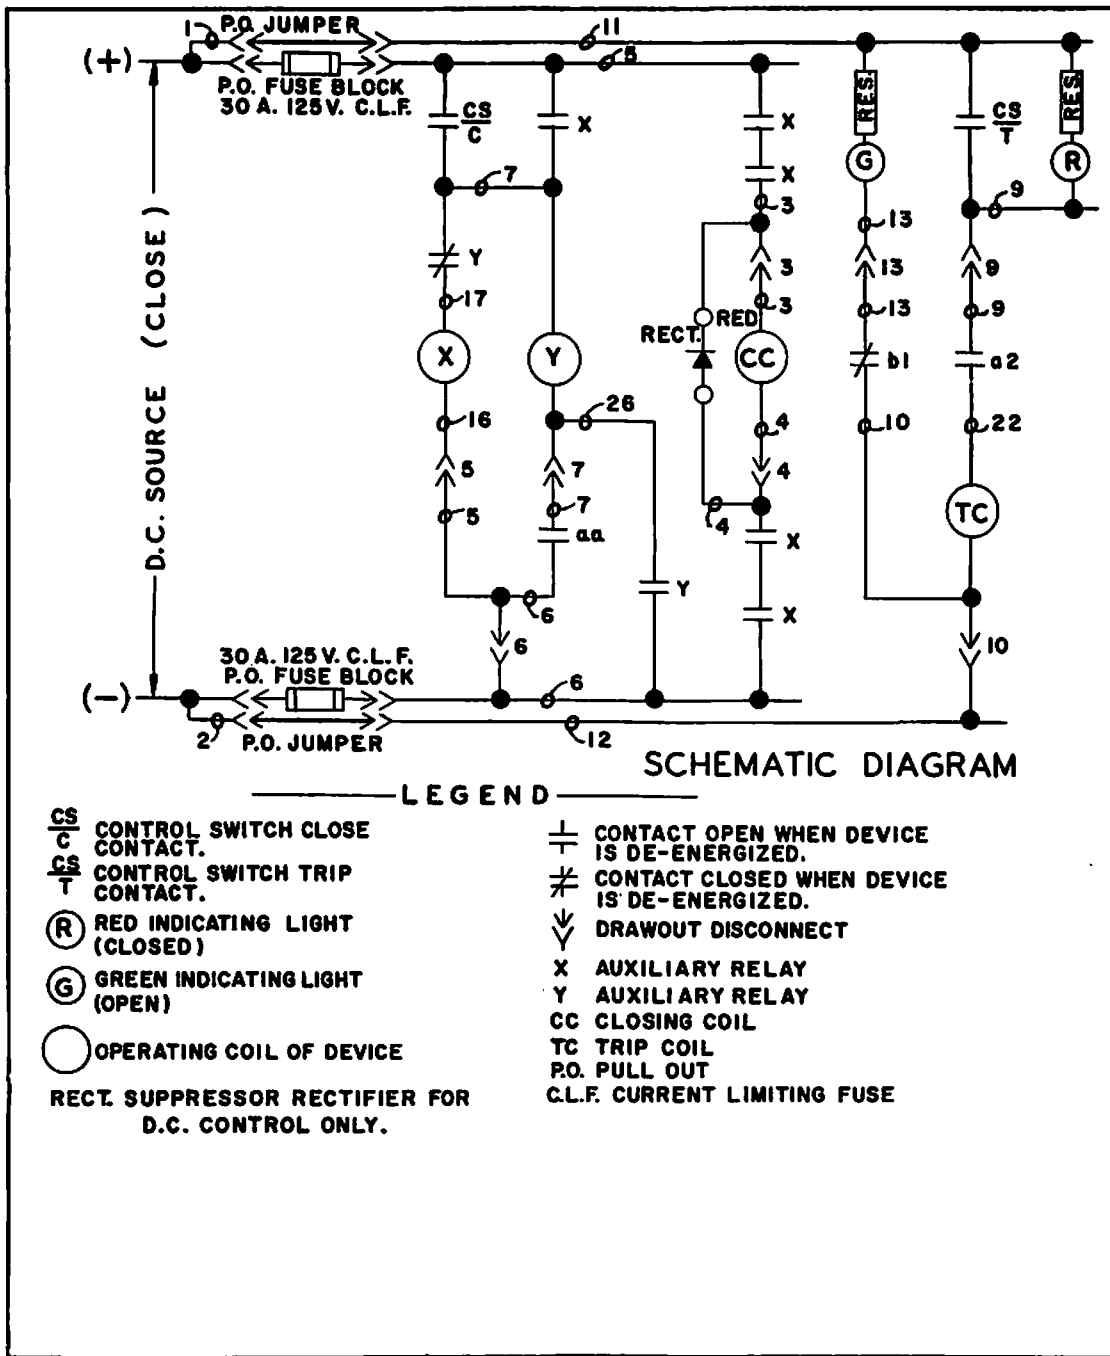 1 P.O. JUMPER 11
(+) 5
P.O. FUSE BLOCK
30 A. 125 V. C.L.F.
CS
C
X
X
RES.
CS
T
RES.
7
X
G
R
3
9
Y
13
3
13
9
17
3
13
9
RED
RECT.
X
Y
CC
b1
a2
D.C. SOURCE (CLOSE)
16
26
4
10
22
5
7
4
5
7
4
TC
aa
X
Y
X
6
6
10
30 A. 125 V. C.L.F.
P.O. FUSE BLOCK
(-) 6
2 P.O. JUMPER 12
SCHEMATIC DIAGRAM
LEGEND
CS
C
CONTROL SWITCH CLOSE
CONTACT.
CS
T
CONTROL SWITCH TRIP
CONTACT.
R RED INDICATING LIGHT
(CLOSED)
G GREEN INDICATING LIGHT
(OPEN)
OPERATING COIL OF DEVICE
RECT. SUPPRESSOR RECTIFIER FOR
D.C. CONTROL ONLY.
CONTACT OPEN WHEN DEVICE
IS DE-ENERGIZED.
CONTACT CLOSED WHEN DEVICE
IS DE-ENERGIZED.
DRAWOUT DISCONNECT
X AUXILIARY RELAY
Y AUXILIARY RELAY
CC CLOSING COIL
TC TRIP COIL
P.O. PULL OUT
C.L.F. CURRENT LIMITING FUSE